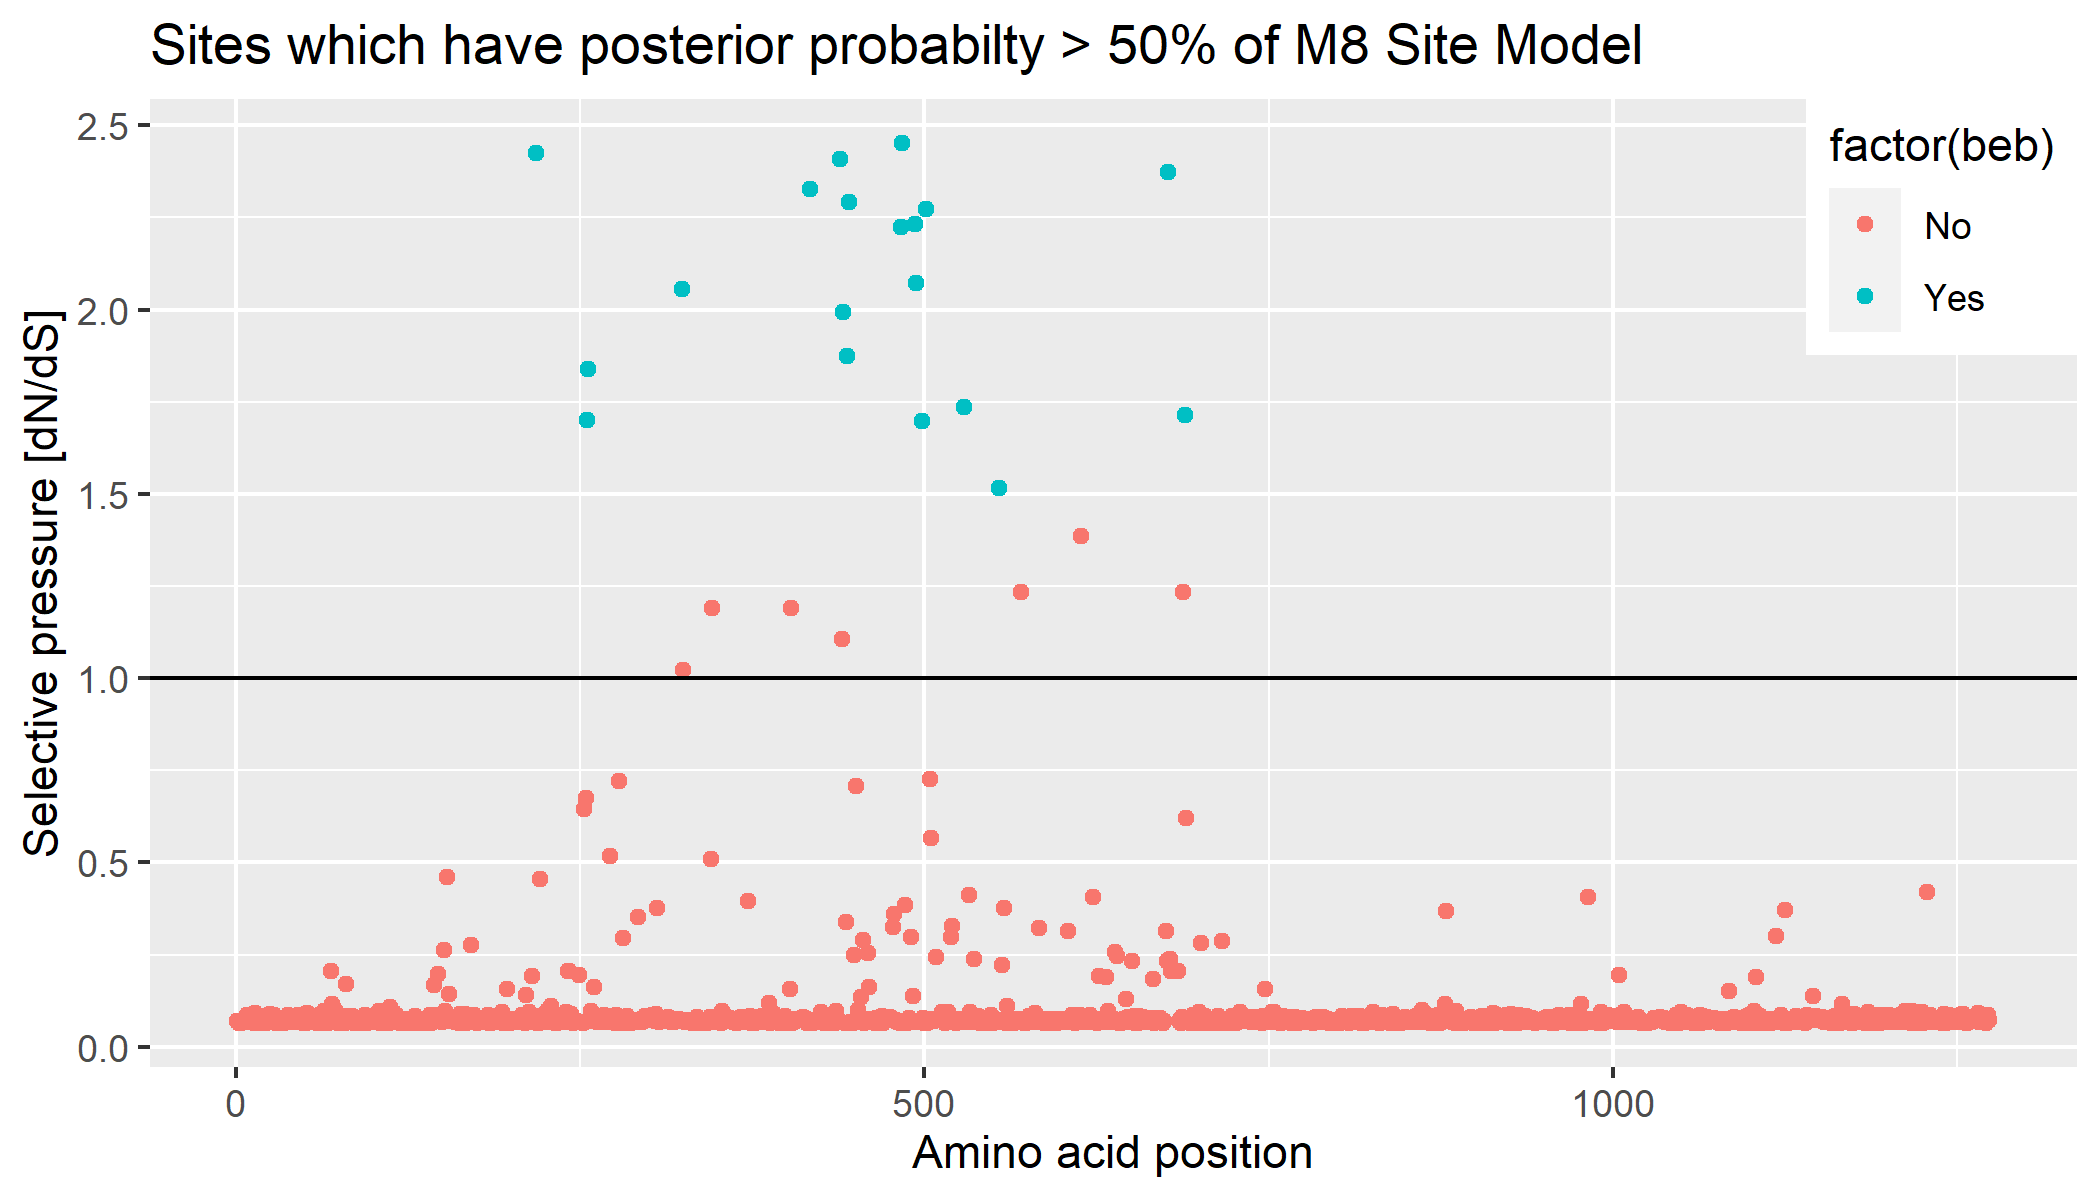 Sites which have posterior probabilty > 50% of M8 Site Model
Selective pressure [dN/dS]
2.5
2.0
1.5
1.0
0.5
0.0
0
500
1000
Amino acid position
factor(beb)
No
Yes